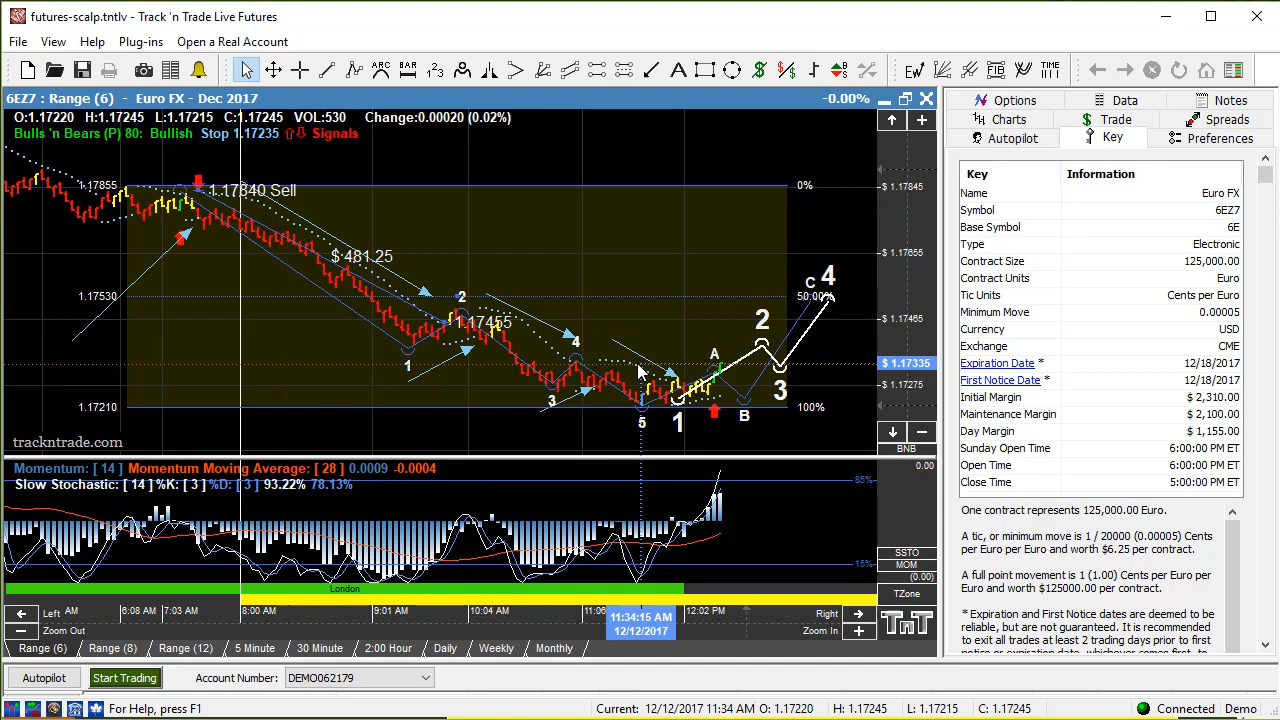 futures-scalp.tntlv - Track 'n Trade Live Futures
File View Help Plug-ins Open a Real Account
6EZ7: Range (6) - Euro FX - Dec 2017 -0.00%
O:1.17220 H:1.17245 L:1.17215 C:1.17245 VOL:530 Change:0.00020 (0.02%)
Bulls 'n Bears (P) 80: Bullish Stop 1.17235 Signals
1.17855 1.17840 Sell 0% $ 1.17845
$ 481.25 $ 1.17655
C 4
1.17530 2 50.00%
1.17455 2 $ 1.17465
4 A $ 1.17335
1 3 $ 1.17275
3 B
1.17210 5 1 100%
trackntrade.com
BNB
Momentum: [ 14 ] Momentum Moving Average: [ 28 ] 0.0009 -0.0004 0.00
Slow Stochastic: [ 14 ] %K: [ 3 ] %D: [ 3 ] 93.22% 78.13% 85%
SSTO
15% MOM
(0.00)
London TZone
Left AM 6:08 AM 7:03 AM 8:00 AM 9:01 AM 10:04 AM 11:06 12:02 PM Right
11:34:15 AM
12/12/2017
Zoom Out Zoom In TNT
Range (6) Range (8) Range (12) 5 Minute 30 Minute 2:00 Hour Daily Weekly Monthly
Options Data Notes
Charts Trade Spreads
Autopilot Key Preferences
Key Information
Name Euro FX
Symbol 6EZ7
Base Symbol 6E
Type Electronic
Contract Size 125,000.00
Contract Units Euro
Tic Units Cents per Euro
Minimum Move 0.00005
Currency USD
Exchange CME
Expiration Date * 12/18/2017
First Notice Date * 12/18/2017
Initial Margin $ 2,310.00
Maintenance Margin $ 2,100.00
Day Margin $ 1,155.00
Sunday Open Time 6:00:00 PM ET
Open Time 6:00:00 PM ET
Close Time 5:00:00 PM ET
One contract represents 125,000.00 Euro.
A tic, or minimum move is 1 / 20000 (0.00005) Cents
per Euro per Euro and worth $6.25 per contract.
A full point movement is 1 (1.00) Cents per Euro per
Euro and worth $125000.00 per contract.
* Expiration and First Notice dates are deemed to be
reliable, but are not guaranteed. It is recommended
to exit all trades at least 2 trading days prior to first
notice or expiration date, whichever comes first, to
Autopilot Start Trading Account Number: DEMO062179
For Help, press F1 Current: 12/12/2017 11:34 AM O: 1.17220 H: 1.17245 L: 1.17215 C: 1.17245 Connected Demo